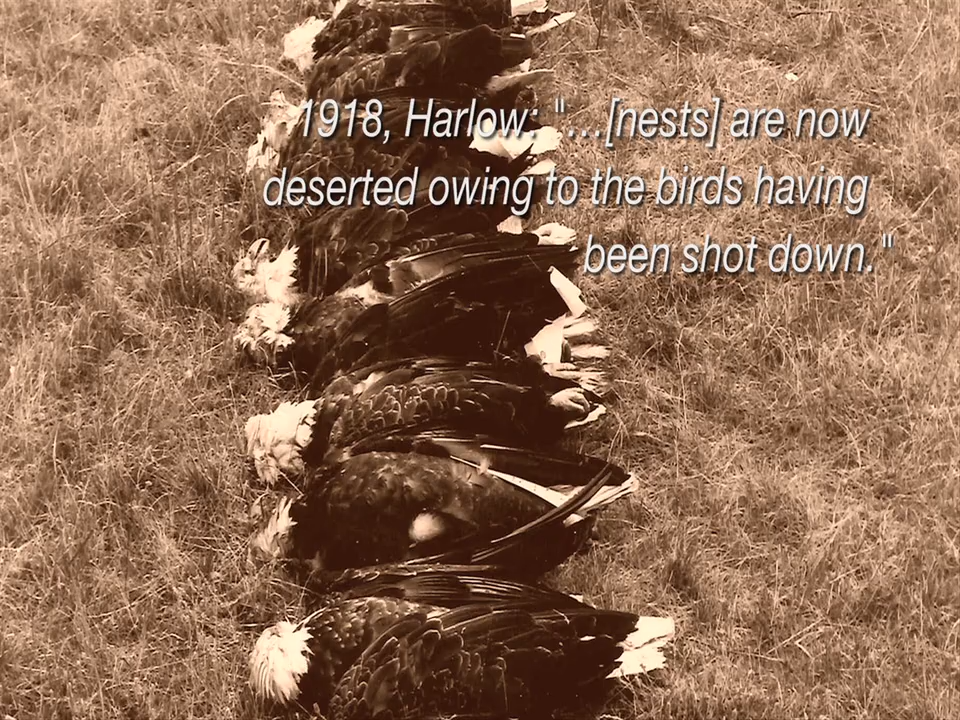 1918, Harlow: "...[nests] are now
deserted owing to the birds having
been shot down."